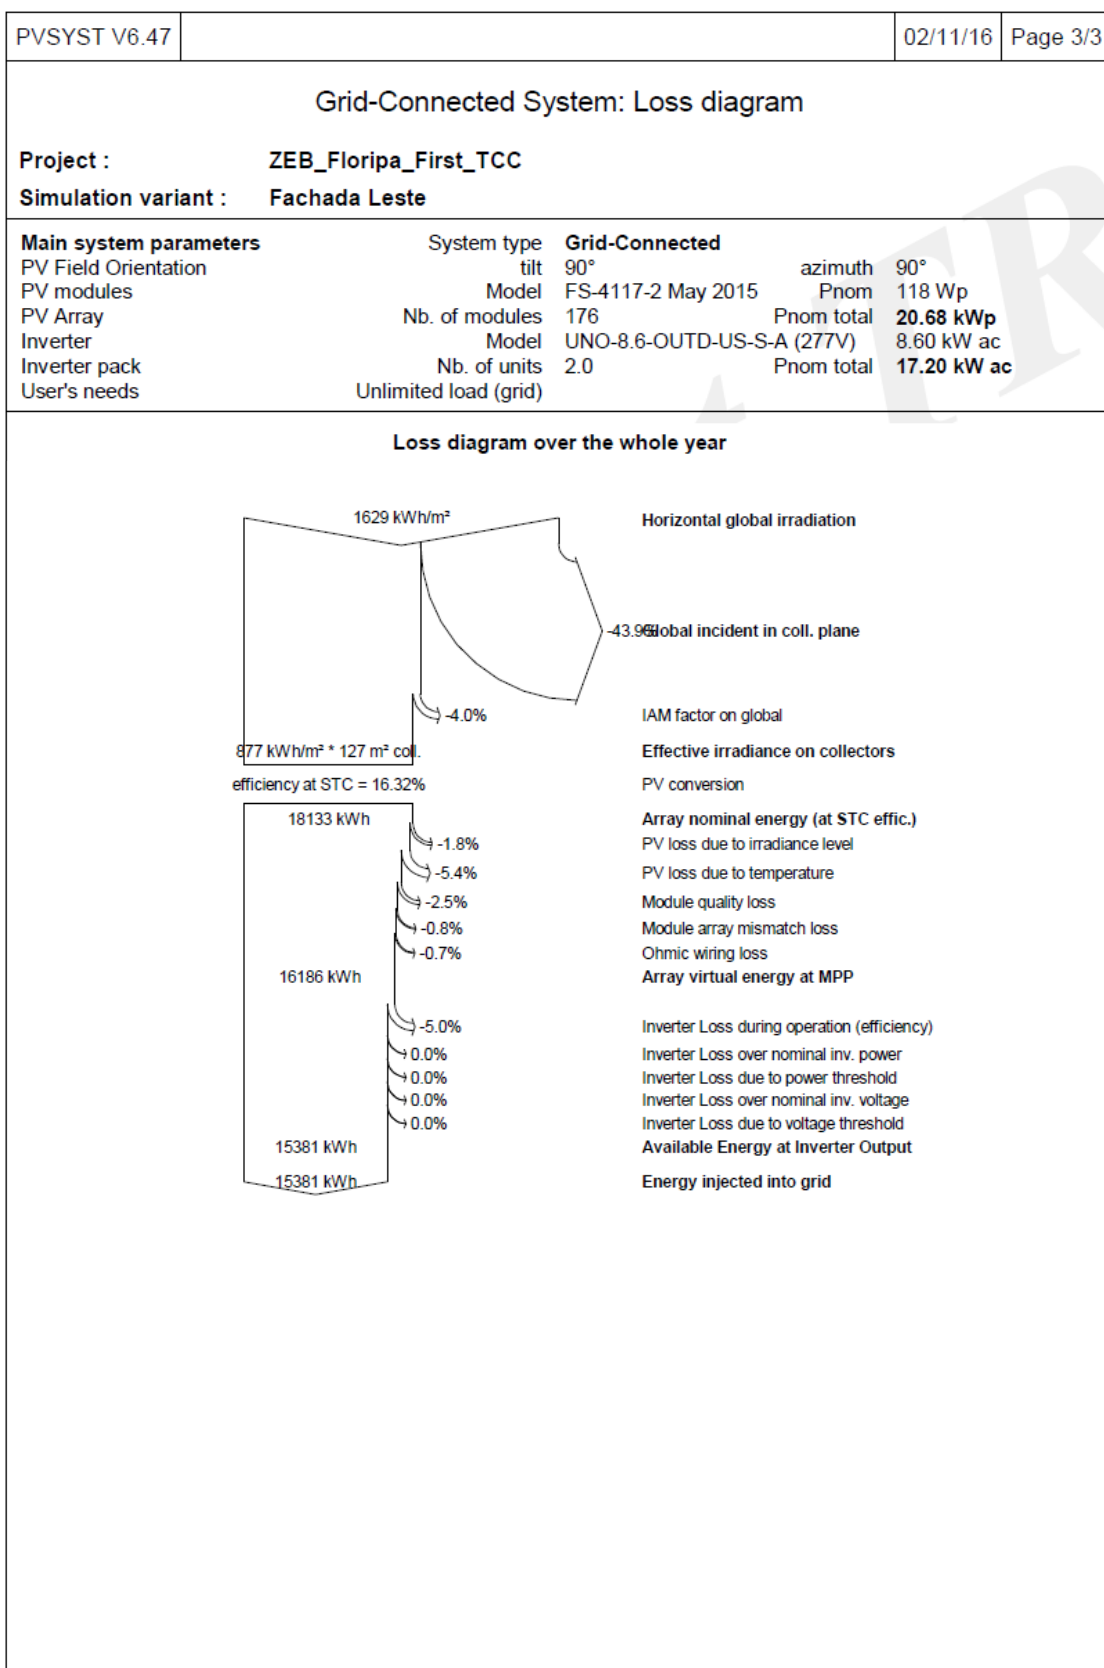 PVSYST V6.47 02/11/16 Page 3/3
Grid-Connected System: Loss diagram
Project : ZEB_Floripa_First_TCC
Simulation variant : Fachada Leste
Main system parameters System type Grid-Connected
PV Field Orientation tilt 90° azimuth 90°
PV modules Model FS-4117-2 May 2015 Pnom 118 Wp
PV Array Nb. of modules 176 Pnom total 20.68 kWp
Inverter Model UNO-8.6-OUTD-US-S-A (277V) 8.60 kW ac
Inverter pack Nb. of units 2.0 Pnom total 17.20 kW ac
User's needs Unlimited load (grid)
Loss diagram over the whole year
1629 kWh/m² Horizontal global irradiation
-43.9% Global incident in coll. plane
-4.0% IAM factor on global
877 kWh/m² * 127 m² coll. Effective irradiance on collectors
efficiency at STC = 16.32% PV conversion
18133 kWh Array nominal energy (at STC effic.)
-1.8% PV loss due to irradiance level
-5.4% PV loss due to temperature
-2.5% Module quality loss
-0.8% Module array mismatch loss
-0.7% Ohmic wiring loss
16186 kWh Array virtual energy at MPP
-5.0% Inverter Loss during operation (efficiency)
0.0% Inverter Loss over nominal inv. power
0.0% Inverter Loss due to power threshold
0.0% Inverter Loss over nominal inv. voltage
0.0% Inverter Loss due to voltage threshold
15381 kWh Available Energy at Inverter Output
15381 kWh Energy injected into grid